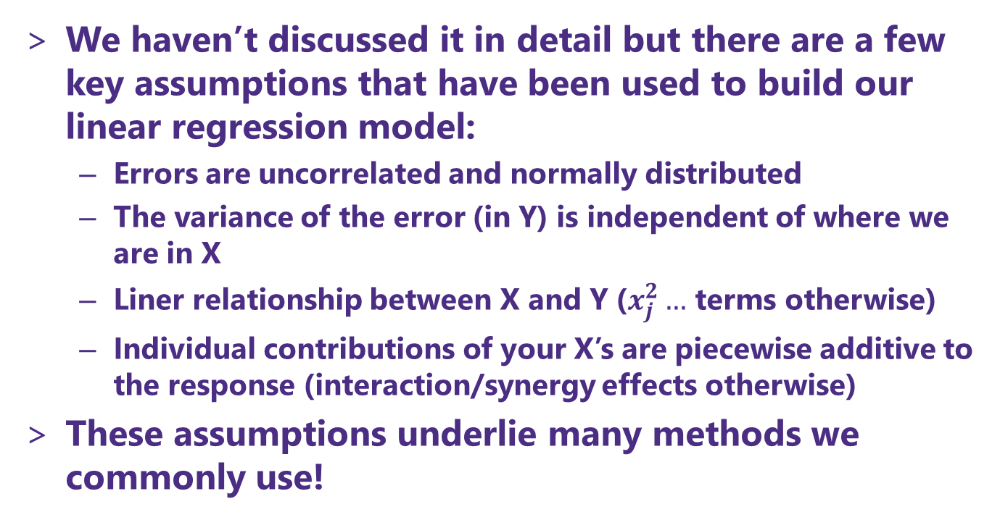 > We haven’t discussed it in detail but there are a few
key assumptions that have been used to build our
linear regression model:
– Errors are uncorrelated and normally distributed
– The variance of the error (in Y) is independent of where we
are in X
– Liner relationship between X and Y (x_j^2 … terms otherwise)
– Individual contributions of your X’s are piecewise additive to
the response (interaction/synergy effects otherwise)
> These assumptions underlie many methods we
commonly use!